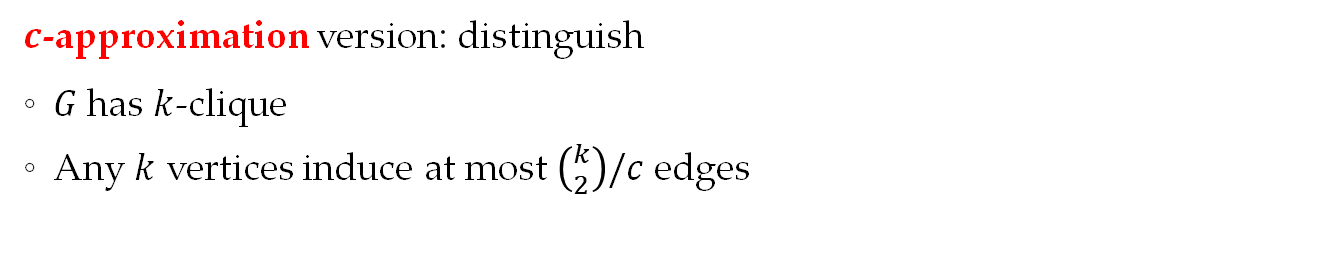 c-approximation version: distinguish
◦ G has k-clique
◦ Any k vertices induce at most (k 2)/c edges